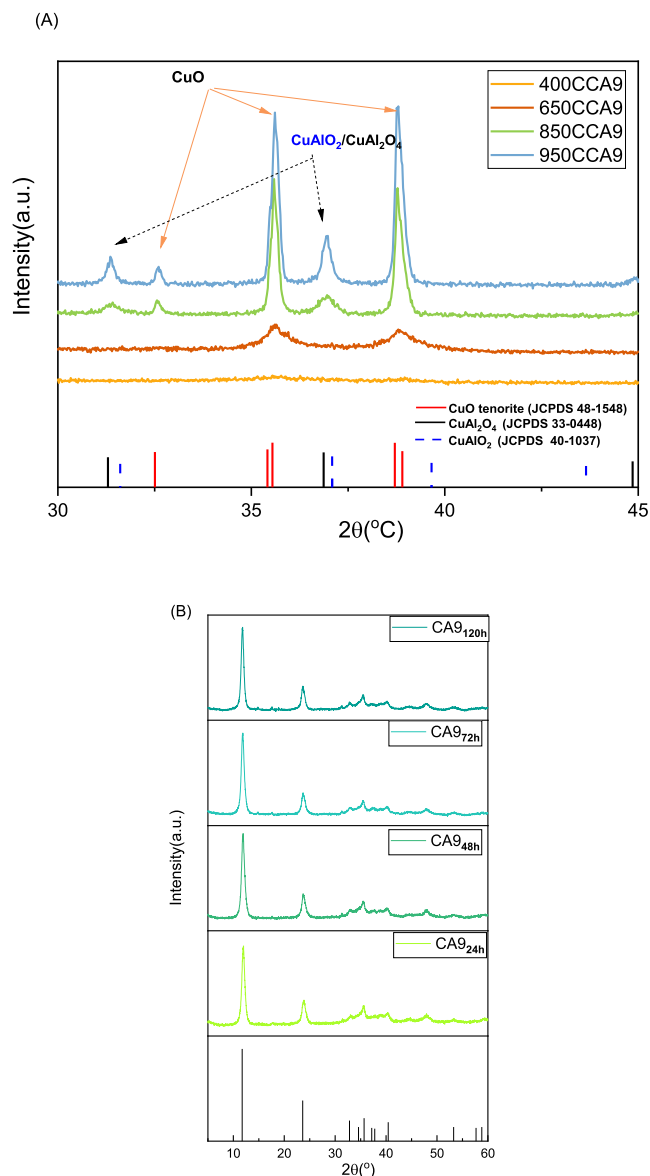 (A)
CuO
CuAlO₂/CuAl₂O₄
400CCA9
650CCA9
850CCA9
950CCA9
Intensity(a.u.)
CuO tenorite (JCPDS 48-1548)
CuAl₂O₄ (JCPDS 33-0448)
CuAlO₂ (JCPDS 40-1037)
30 35 40 45
2θ(°C)
(B)
CA9₁₂₀ₕ
CA9₇₂ₕ
CA9₄₈ₕ
CA9₂₄ₕ
Intensity(a.u.)
10 20 30 40 50 60
2θ(°)